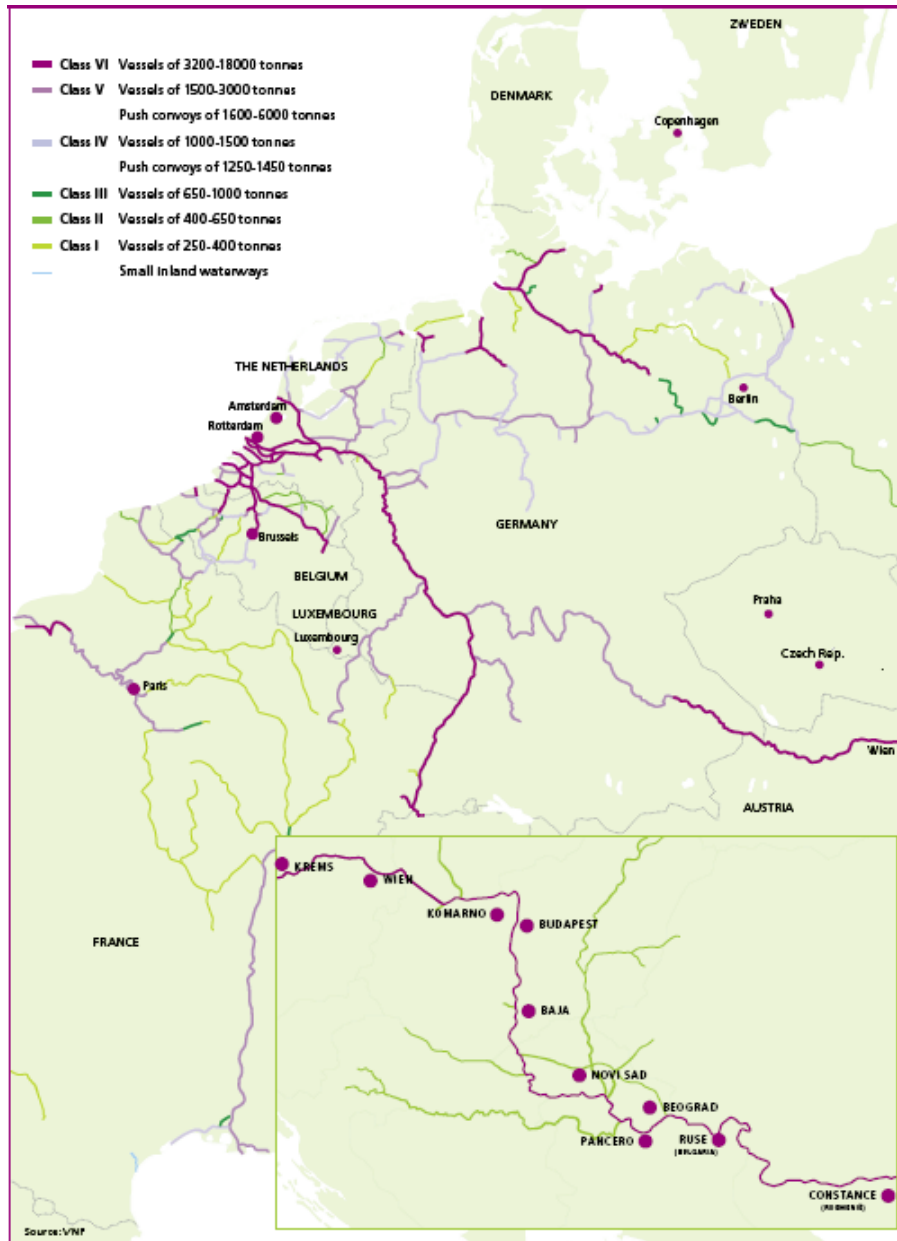 ZWEDEN
Class VI Vessels of 3200-18000 tonnes
Class V Vessels of 1500-3000 tonnes
Push convoys of 1600-6000 tonnes
Class IV Vessels of 1000-1500 tonnes
Push convoys of 1250-1450 tonnes
Class III Vessels of 650-1000 tonnes
Class II Vessels of 400-650 tonnes
Class I Vessels of 250-400 tonnes
Small inland waterways
DENMARK
Copenhagen
THE NETHERLANDS
Amsterdam
Rotterdam
Berlin
GERMANY
Brussels
BELGIUM
LUXEMBOURG
Luxembourg
Praha
Czech Rep.
Paris
Wien
AUSTRIA
KREMS
WIEN
KOMARNO
BUDAPEST
FRANCE
BAJA
NOVI SAD
BEOGRAD
PANCERO
RUSE
(BELGARIA)
CONSTANCE
Source: VNF